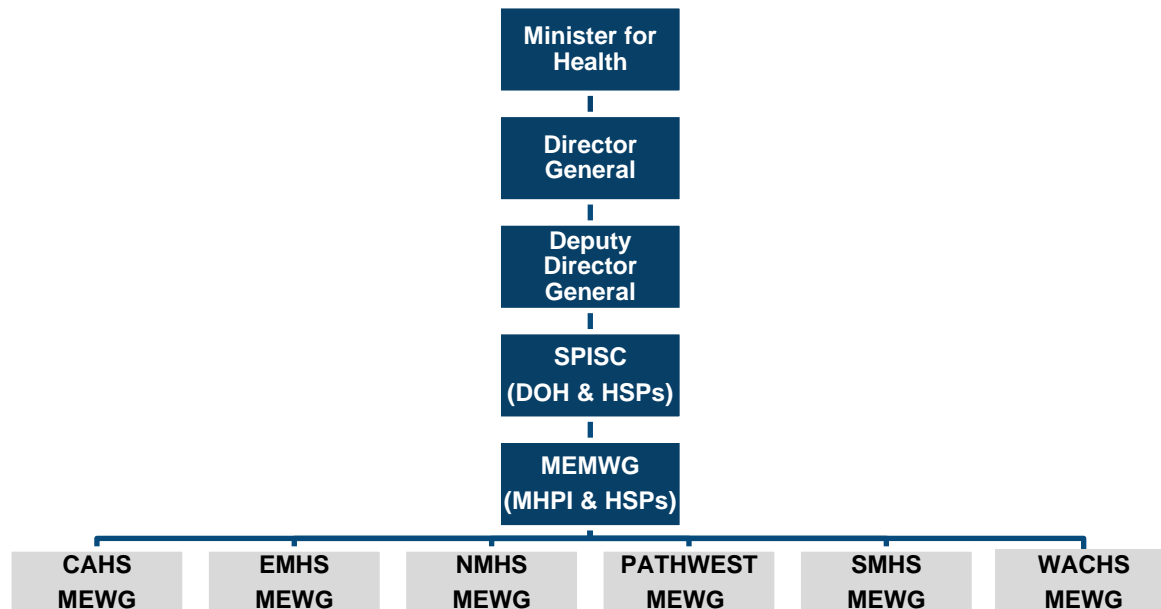 Minister for
Health
Director
General
Deputy
Director
General
SPISC
(DOH & HSPs)
MEMWG
(MHPI & HSPs)
CAHS
MEWG
EMHS
MEWG
NMHS
MEWG
PATHWEST
MEWG
SMHS
MEWG
WACHS
MEWG